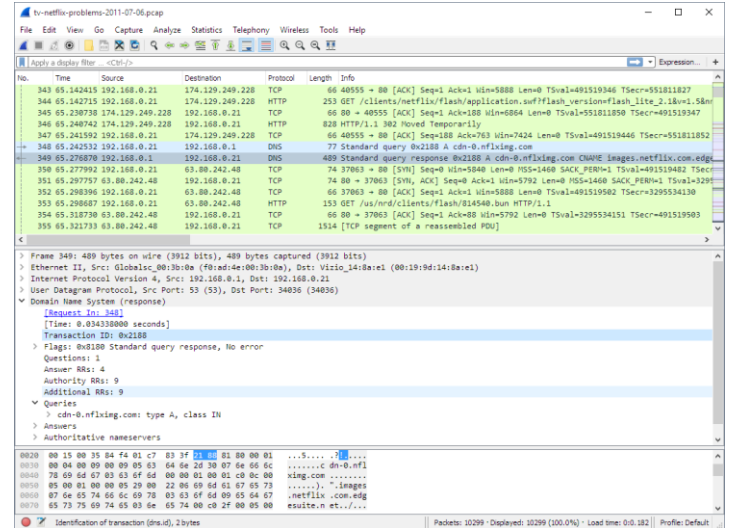 tv-netflix-problems-2011-07-06.pcap
File Edit View Go Capture Analyze Statistics Telephony Wireless Tools Help
Apply a display filter ... <Ctrl-/> Expression... +
No. Time Source Destination Protocol Length Info
343 65.142415 192.168.0.21 174.129.249.228 TCP 66 40555 → 80 [ACK] Seq=1 Ack=1 Win=5888 Len=0 TSval=491519346 TSecr=551811827
344 65.142715 192.168.0.21 174.129.249.228 HTTP 253 GET /clients/netflix/flash/application.swf?flash_version=flash_lite_2.1&v=1.5&n
345 65.230738 174.129.249.228 192.168.0.21 TCP 66 80 → 40555 [ACK] Seq=1 Ack=188 Win=6864 Len=0 TSval=551811850 TSecr=491519347
346 65.240742 174.129.249.228 192.168.0.21 HTTP 828 HTTP/1.1 302 Moved Temporarily
347 65.241592 192.168.0.21 174.129.249.228 TCP 66 40555 → 80 [ACK] Seq=188 Ack=763 Win=7424 Len=0 TSval=491519446 TSecr=551811852
348 65.242532 192.168.0.21 192.168.0.1 DNS 77 Standard query 0x2188 A cdn-0.nflximg.com
349 65.276870 192.168.0.1 192.168.0.21 DNS 489 Standard query response 0x2188 A cdn-0.nflximg.com CNAME images.netflix.com.edge
350 65.277992 192.168.0.21 63.80.242.48 TCP 74 37063 → 80 [SYN] Seq=0 Win=5840 Len=0 MSS=1460 SACK_PERM=1 TSval=491519482 TSec
351 65.297757 63.80.242.48 192.168.0.21 TCP 74 80 → 37063 [SYN, ACK] Seq=0 Ack=1 Win=5792 Len=0 MSS=1460 SACK_PERM=1 TSval=3295
352 65.298396 192.168.0.21 63.80.242.48 TCP 66 37063 → 80 [ACK] Seq=1 Ack=1 Win=5888 Len=0 TSval=491519502 TSecr=3295534130
353 65.298687 192.168.0.21 63.80.242.48 HTTP 153 GET /us/nrd/clients/flash/814540.bun HTTP/1.1
354 65.318730 63.80.242.48 192.168.0.21 TCP 66 80 → 37063 [ACK] Seq=1 Ack=88 Win=5792 Len=0 TSval=3295534151 TSecr=491519503
355 65.321733 63.80.242.48 192.168.0.21 TCP 1514 [TCP segment of a reassembled PDU]
Frame 349: 489 bytes on wire (3912 bits), 489 bytes captured (3912 bits)
Ethernet II, Src: Globalsc_00:3b:0a (f0:ad:4e:00:3b:0a), Dst: Vizio_14:8a:e1 (00:19:9d:14:8a:e1)
Internet Protocol Version 4, Src: 192.168.0.1, Dst: 192.168.0.21
User Datagram Protocol, Src Port: 53 (53), Dst Port: 34036 (34036)
Domain Name System (response)
[Request In: 348]
[Time: 0.034338000 seconds]
Transaction ID: 0x2188
Flags: 0x8180 Standard query response, No error
Questions: 1
Answer RRs: 4
Authority RRs: 9
Additional RRs: 9
Queries
cdn-0.nflximg.com: type A, class IN
Answers
Authoritative nameservers
0020 00 15 00 35 84 f4 01 c7 83 3f 21 88 81 80 00 01 ...5.... .?!.....
0030 00 04 00 09 00 09 05 63 64 6e 2d 30 07 6e 66 6c .......c dn-0.nfl
0040 78 69 6d 67 03 63 6f 6d 00 00 01 00 01 c0 0c 00 ximg.com ........
0050 05 00 01 00 00 05 29 00 22 06 69 6d 61 67 65 73 ......). ".images
0060 07 6e 65 74 66 6c 69 78 03 63 6f 6d 09 65 64 67 .netflix .com.edg
0070 65 73 75 69 74 65 03 6e 65 74 00 c0 2f 00 05 00 esuite.n et../...
Identification of transaction (dns.id), 2 bytes Packets: 10299 · Displayed: 10299 (100.0%) · Load time: 0:0.182 Profile: Default